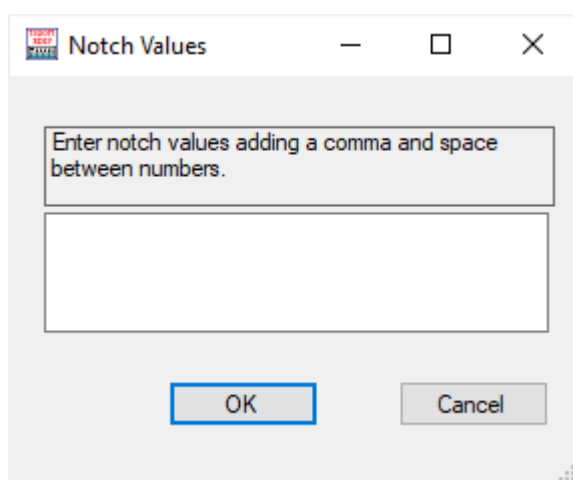 Notch Values
Enter notch values adding a comma and space
between numbers.
OK
Cancel